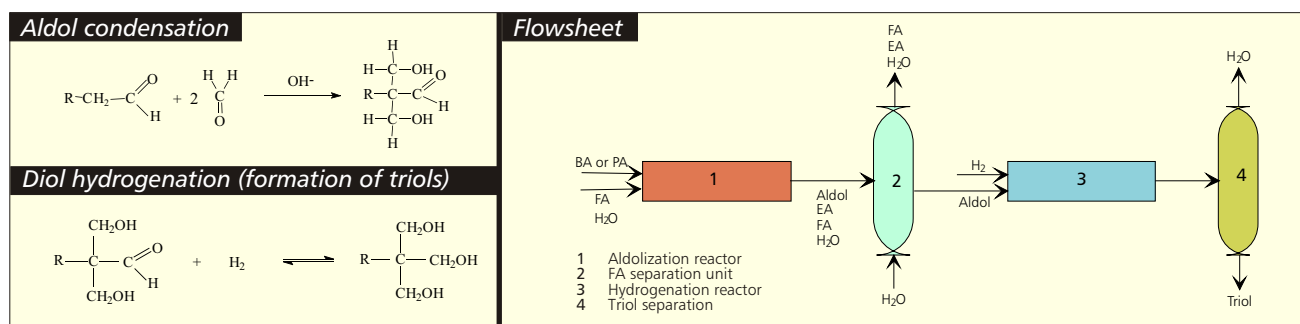 Aldol condensation
R-CH2-C
O
H
+ 2
H H
C
O
OH-
H
H-C-OH
R-C-C
O
H
H-C-OH
H
Diol hydrogenation (formation of triols)
CH2OH
R-C-C
O
H
CH2OH
+ H2
CH2OH
R-C-CH2OH
CH2OH
Flowsheet
BA or PA
FA
H2O
1
Aldol
EA
FA
H2O
FA
EA
H2O
2
H2O
H2
Aldol
3
H2O
4
Triol
1 Aldolization reactor
2 FA separation unit
3 Hydrogenation reactor
4 Triol separation